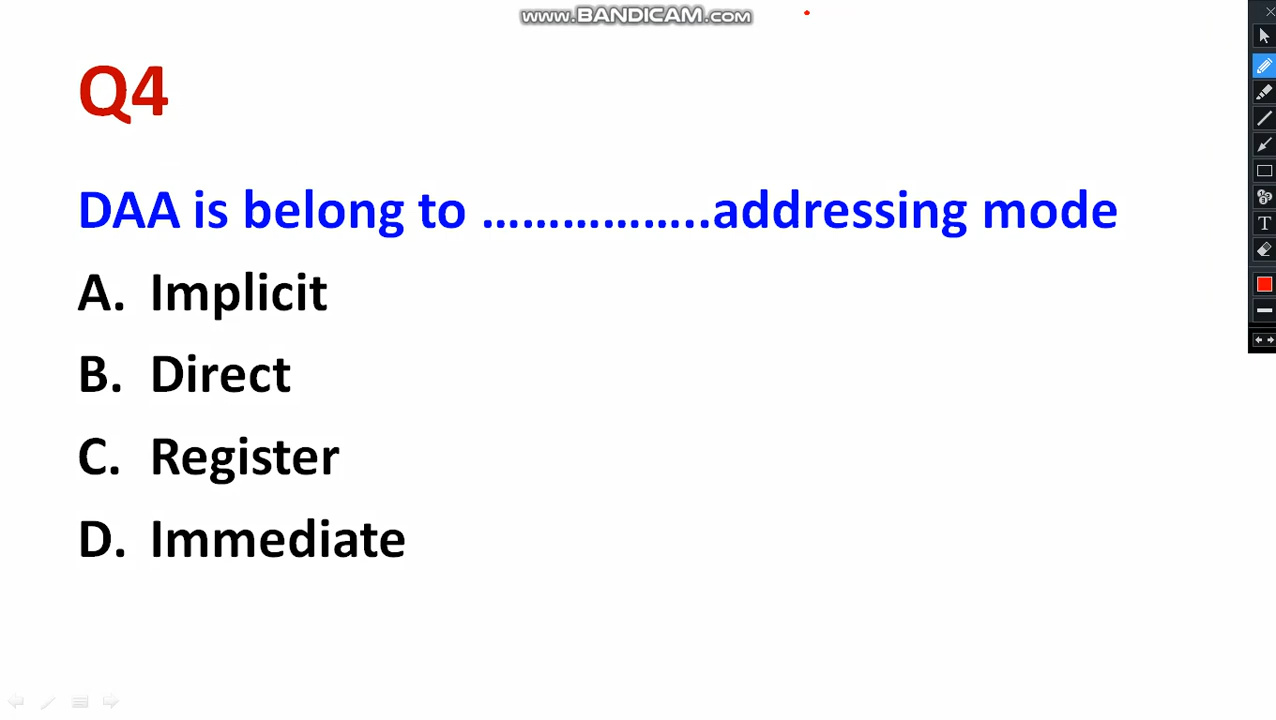 www.BANDICAM.com
Q4
DAA is belong to ……………..addressing mode
A. Implicit
B. Direct
C. Register
D. Immediate